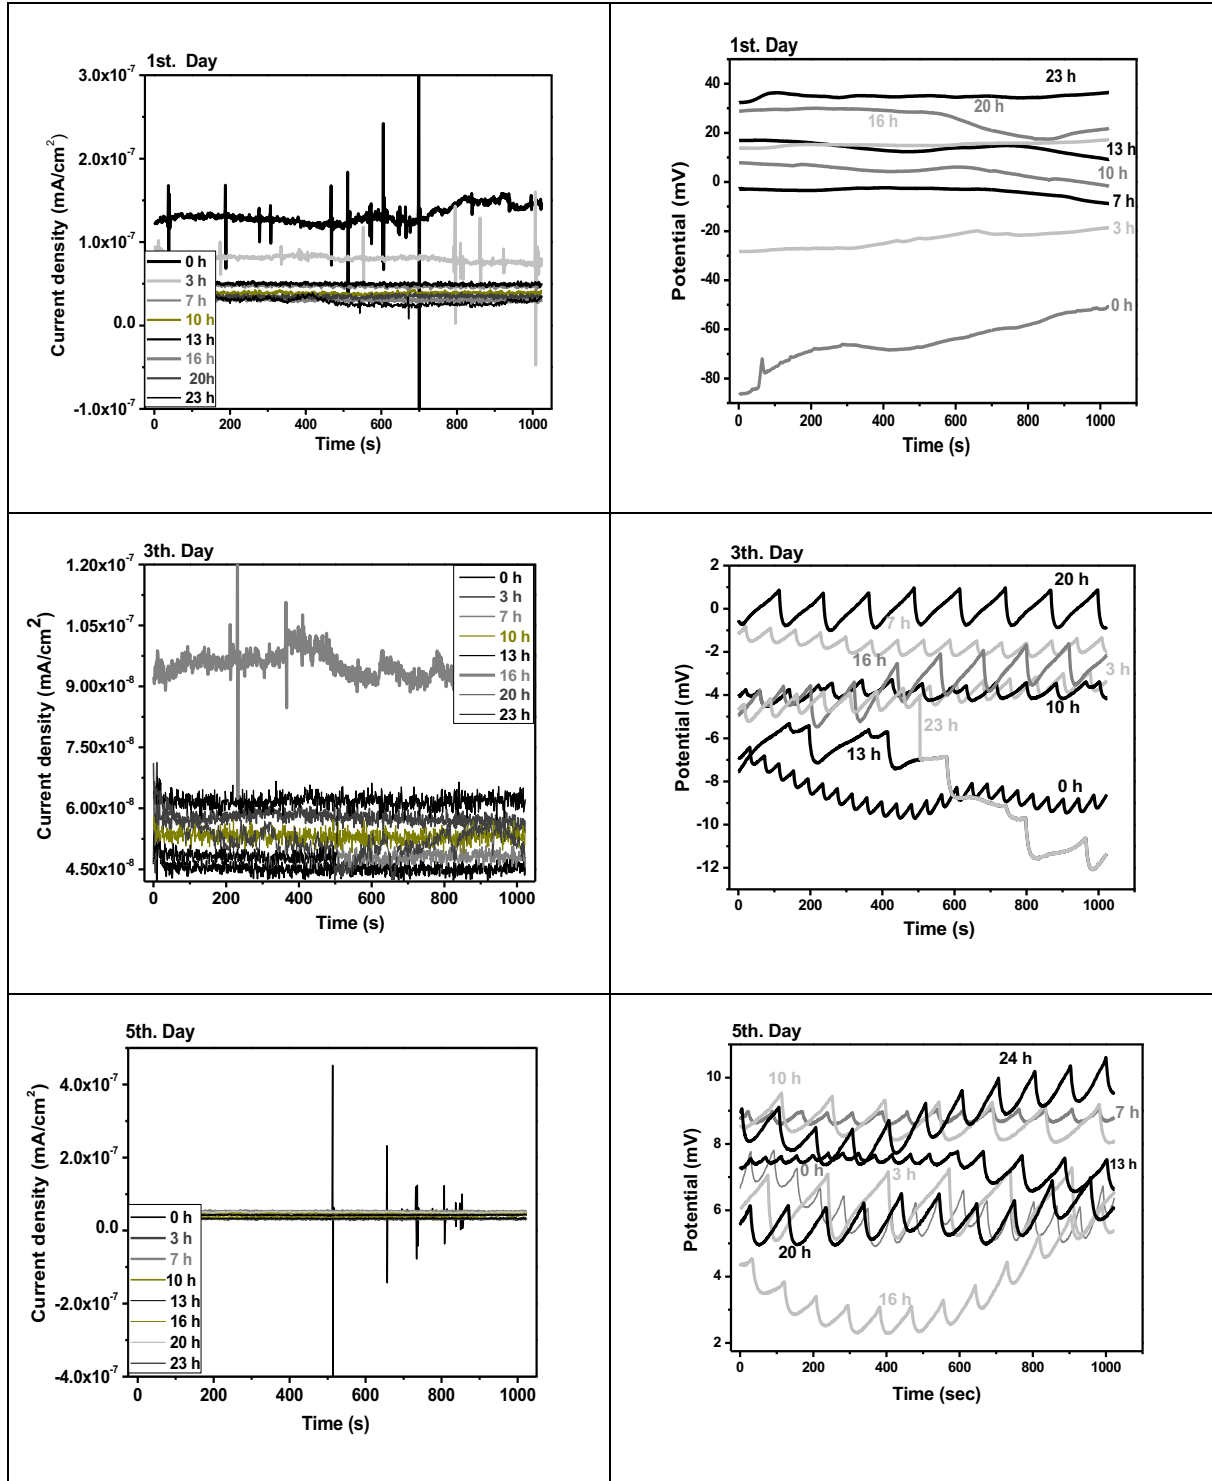 1st. Day
3.0x10-7
2.0x10-7
1.0x10-7
0.0
-1.0x10-7
Current density (mA/cm2)
0 h
3 h
7 h
10 h
13 h
16 h
20h
23 h
0 200 400 600 800 1000
Time (s)
1st. Day
40
20
0
-20
-40
-60
-80
Potential (mV)
23 h
20 h
16 h
13 h
10 h
7 h
3 h
0 h
0 200 400 600 800 1000
Time (s)
3th. Day
1.20x10-7
1.05x10-7
9.00x10-8
7.50x10-8
6.00x10-8
4.50x10-8
Current density (mA/cm2)
0 h
3 h
7 h
10 h
13 h
16 h
20 h
23 h
0 200 400 600 800 1000
Time (s)
3th. Day
2
0
-2
-4
-6
-8
-10
-12
Potential (mV)
20 h
7 h
16 h
3 h
10 h
23 h
13 h
0 h
0 200 400 600 800 1000
Time (s)
5th. Day
4.0x10-7
2.0x10-7
0.0
-2.0x10-7
-4.0x10-7
Current density (mA/cm2)
0 h
3 h
7 h
10 h
13 h
16 h
20 h
23 h
0 200 400 600 800 1000
Time (s)
5th. Day
10
8
6
4
2
Potential (mV)
24 h
10 h
7 h
0 h
3 h
13 h
20 h
16 h
0 200 400 600 800 1000
Time (sec)